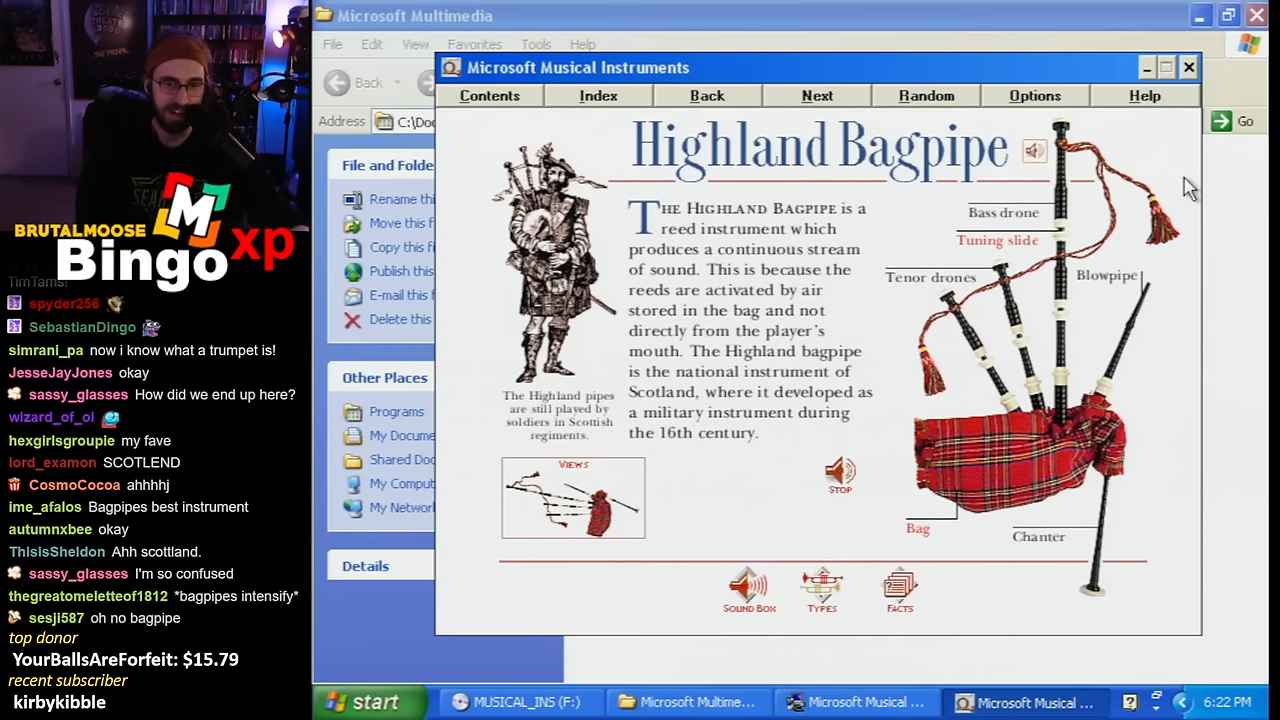 BRUTALMOOSE
M
Bingo xp
TimTams!
spyder256
SebastianDingo
simrani_pa now i know what a trumpet is!
JesseJayJones okay
sassy_glasses How did we end up here?
wizard_of_oi
hexgirlsgroupie my fave
lord_examon SCOTLEND
CosmoCocoa ahhhhj
ime_afalos Bagpipes best instrument
autumnxbee okay
ThisisSheldon Ahh scottland.
sassy_glasses I'm so confused
thegreatomeletteof1812 *bagpipes intensify*
sesji587 oh no bagpipe
top donor
YourBallsAreForfeit: $15.79
recent subscriber
kirbykibble
Microsoft Multimedia
File Edit View Favorites Tools Help
Back
Address C:\Doc
Go
File and Folde
Rename thi
Move this f
Copy this fi
Publish this
E-mail this f
Delete this
Other Places
Programs
My Docume
Shared Doc
My Comput
My Network
Details
Microsoft Musical Instruments
Contents Index Back Next Random Options Help
Highland Bagpipe
THE HIGHLAND BAGPIPE IS A
reed instrument which
produces a continuous stream
of sound. This is because the
reeds are activated by air
stored in the bag and not
directly from the player's
mouth. The Highland bagpipe
is the national instrument of
Scotland, where it developed as
a military instrument during
the 16th century.
The Highland pipes
are still played by
soldiers in Scottish
regiments.
VIEWS
STOP
Bass drone
Tuning slide
Tenor drones
Blowpipe
Bag
Chanter
SOUND BOX
TYPES
FACTS
start
MUSICAL_INS (F:)
Microsoft Multime...
Microsoft Musical ...
Microsoft Musical ...
6:22 PM